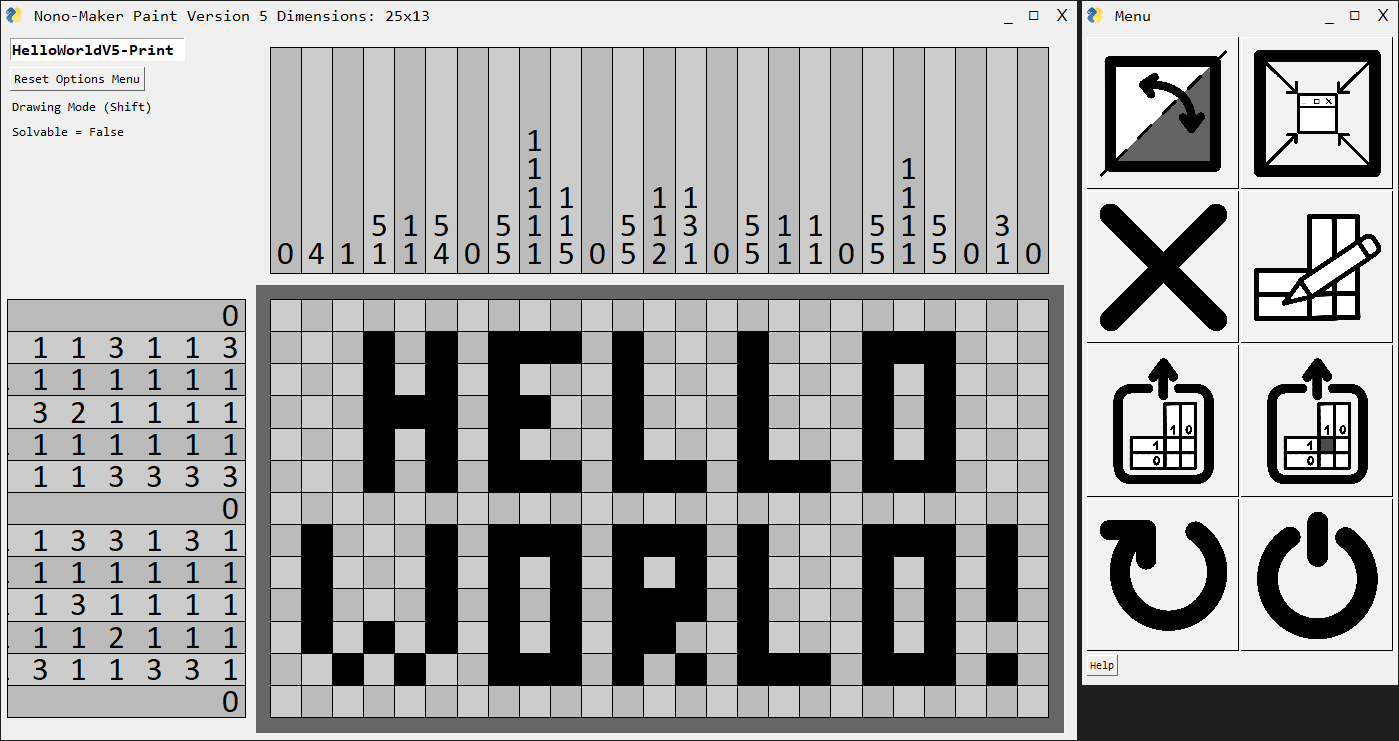 Nono-Maker Paint Version 5 Dimensions: 25x13
HelloWorldV5-Print
Reset Options Menu
Drawing Mode (Shift)
Solvable = False
1
1 1
1 1 1 1 1
5 1 5 5 1 1 5 1 3 5 1 1 5 1 5 3
0 4 1 1 1 4 0 5 1 5 0 5 2 1 0 5 1 1 0 5 1 5 0 1 0
0
1 1 3 1 1 3
1 1 1 1 1 1
3 2 1 1 1 1
1 1 1 1 1 1
1 1 3 3 3 3
0
1 3 3 1 3 1
1 1 1 1 1 1
1 3 1 1 1 1
1 1 2 1 1 1
3 1 1 3 3 1
0
HELLO
WORLD!
Menu
1 0
1
0
1 0
1
0
Help